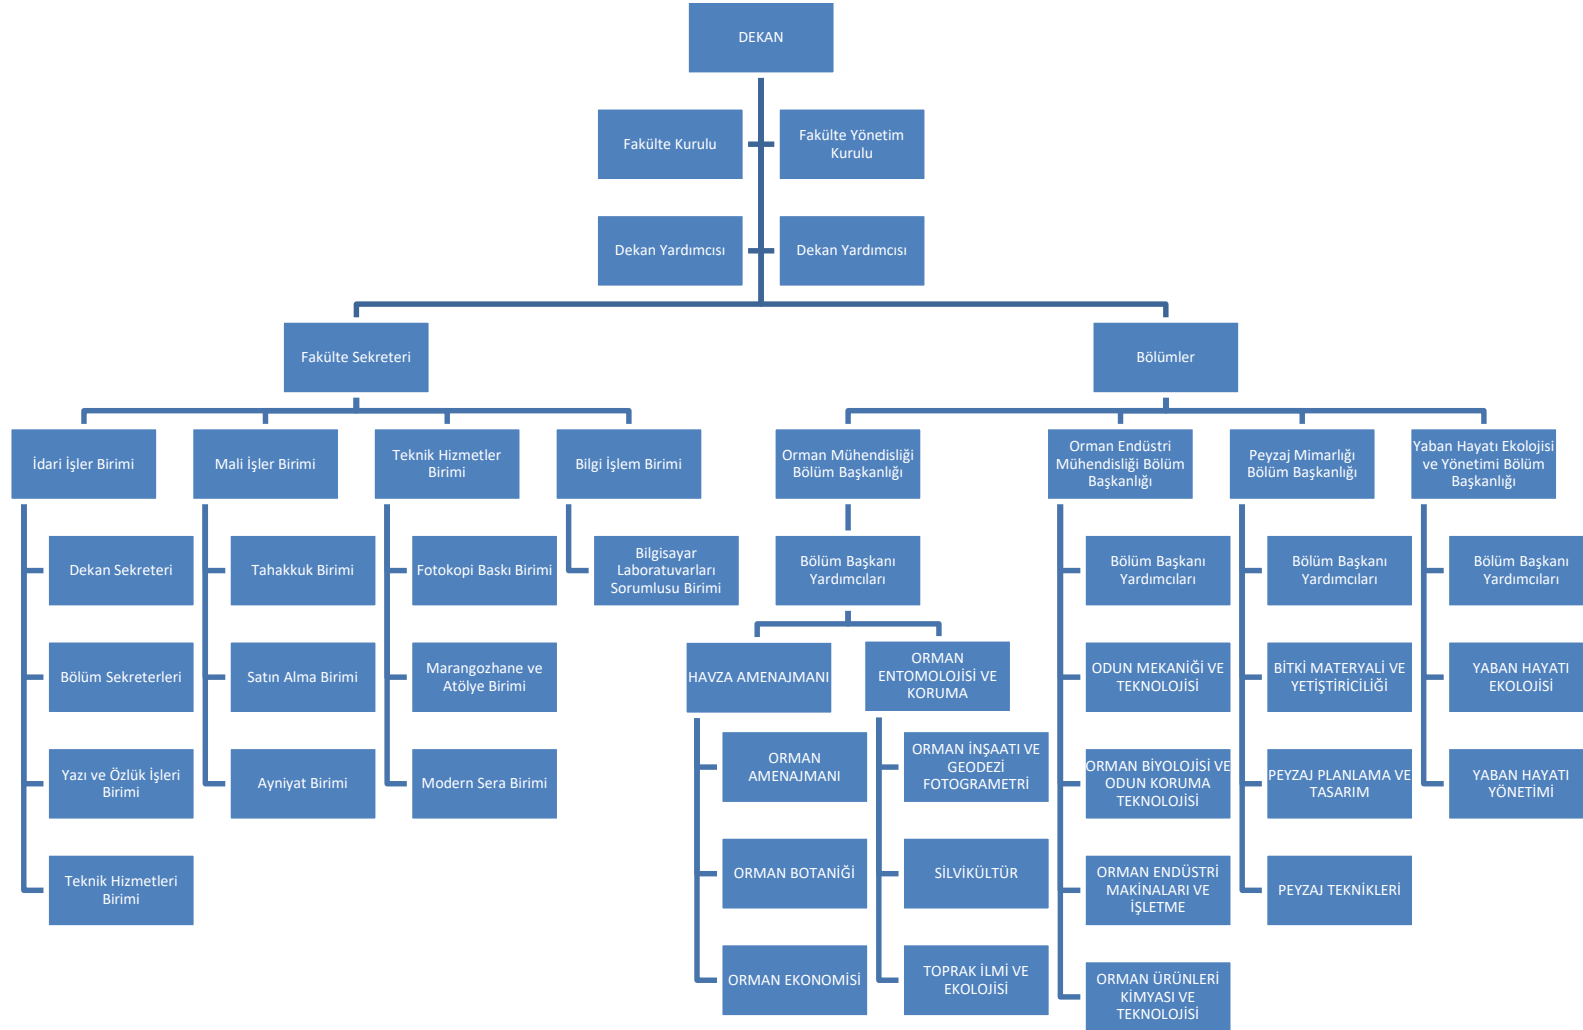 DEKAN
Fakülte Kurulu
Fakülte Yönetim
Kurulu
Dekan Yardımcısı
Dekan Yardımcısı
Fakülte Sekreteri
Bölümler
İdari İşler Birimi
Mali İşler Birimi
Teknik Hizmetler
Birimi
Bilgi İşlem Birimi
Orman Mühendisliği
Bölüm Başkanlığı
Orman Endüstri
Mühendisliği Bölüm
Başkanlığı
Peyzaj Mimarlığı
Bölüm Başkanlığı
Yaban Hayatı Ekolojisi
ve Yönetimi Bölüm
Başkanlığı
Dekan Sekreteri
Tahakkuk Birimi
Fotokopi Baskı Birimi
Bilgisayar
Laboratuvarları
Sorumlusu Birimi
Bölüm Başkanı
Yardımcıları
Bölüm Başkanı
Yardımcıları
Bölüm Başkanı
Yardımcıları
Bölüm Başkanı
Yardımcıları
Bölüm Sekreterleri
Satın Alma Birimi
Marangozhane ve
Atölye Birimi
HAVZA AMENAJMANI
ORMAN
ENTOMOLOJİSİ VE
KORUMA
ODUN MEKANİĞİ VE
TEKNOLOJİSİ
BİTKİ MATERYALİ VE
YETİŞTİRİCİLİĞİ
YABAN HAYATI
EKOLOJİSİ
Yazı ve Özlük İşleri
Birimi
Ayniyat Birimi
Modern Sera Birimi
ORMAN
AMENAJMANI
ORMAN İNŞAATI VE
GEODEZİ
FOTOGRAMETRİ
ORMAN BİYOLOJİSİ VE
ODUN KORUMA
TEKNOLOJİSİ
PEYZAJ PLANLAMA VE
TASARIM
YABAN HAYATI
YÖNETİMİ
Teknik Hizmetleri
Birimi
ORMAN BOTANİĞİ
SİLVİKÜLTÜR
ORMAN ENDÜSTRİ
MAKİNALARI VE
İŞLETME
PEYZAJ TEKNİKLERİ
ORMAN EKONOMİSİ
TOPRAK İLMİ VE
EKOLOJİSİ
ORMAN ÜRÜNLERİ
KİMYASI VE
TEKNOLOJİSİ